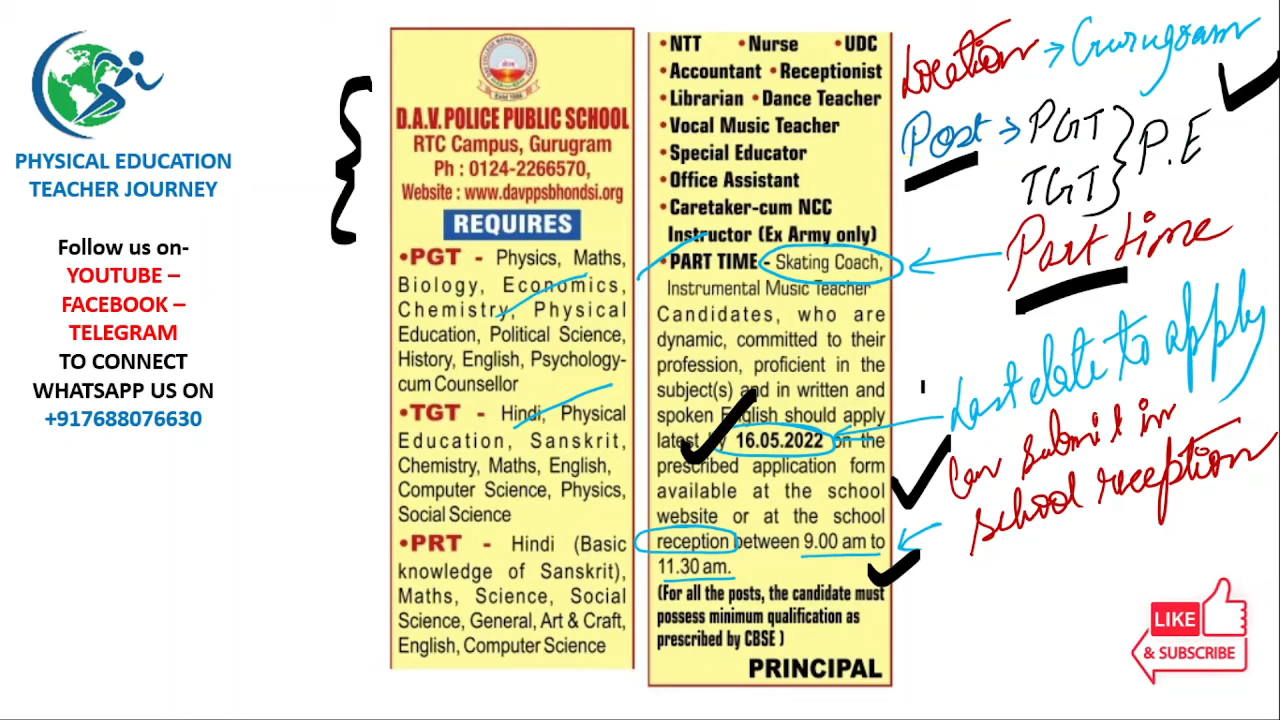 PHYSICAL EDUCATION
TEACHER JOURNEY
Follow us on-
YOUTUBE –
FACEBOOK –
TELEGRAM
TO CONNECT
WHATSAPP US ON
+917688076630
D.A.V. POLICE PUBLIC SCHOOL
RTC Campus, Gurugram
Ph : 0124-2266570,
Website : www.davppsbhondsi.org
REQUIRES
•PGT - Physics, Maths,
Biology, Economics,
Chemistry, Physical
Education, Political Science,
History, English, Psychology-
cum Counsellor
•TGT - Hindi, Physical
Education, Sanskrit,
Chemistry, Maths, English,
Computer Science, Physics,
Social Science
•PRT - Hindi (Basic
knowledge of Sanskrit),
Maths, Science, Social
Science, General, Art & Craft,
English, Computer Science
•NTT •Nurse •UDC
•Accountant •Receptionist
•Librarian •Dance Teacher
•Vocal Music Teacher
•Special Educator
•Office Assistant
•Caretaker-cum NCC
Instructor (Ex Army only)
•PART TIME - Skating Coach,
Instrumental Music Teacher
Candidates, who are
dynamic, committed to their
profession, proficient in the
subject(s) and in written and
spoken English should apply
latest by 16.05.2022 on the
prescribed application form
available at the school
website or at the school
reception between 9.00 am to
11.30 am.
(For all the posts, the candidate must
possess minimum qualification as
prescribed by CBSE )
PRINCIPAL
Location → Gurugram
Post → PGT
TGT } P.E
Part time
Last date to apply
Can submit in
school reception
LIKE
& SUBSCRIBE